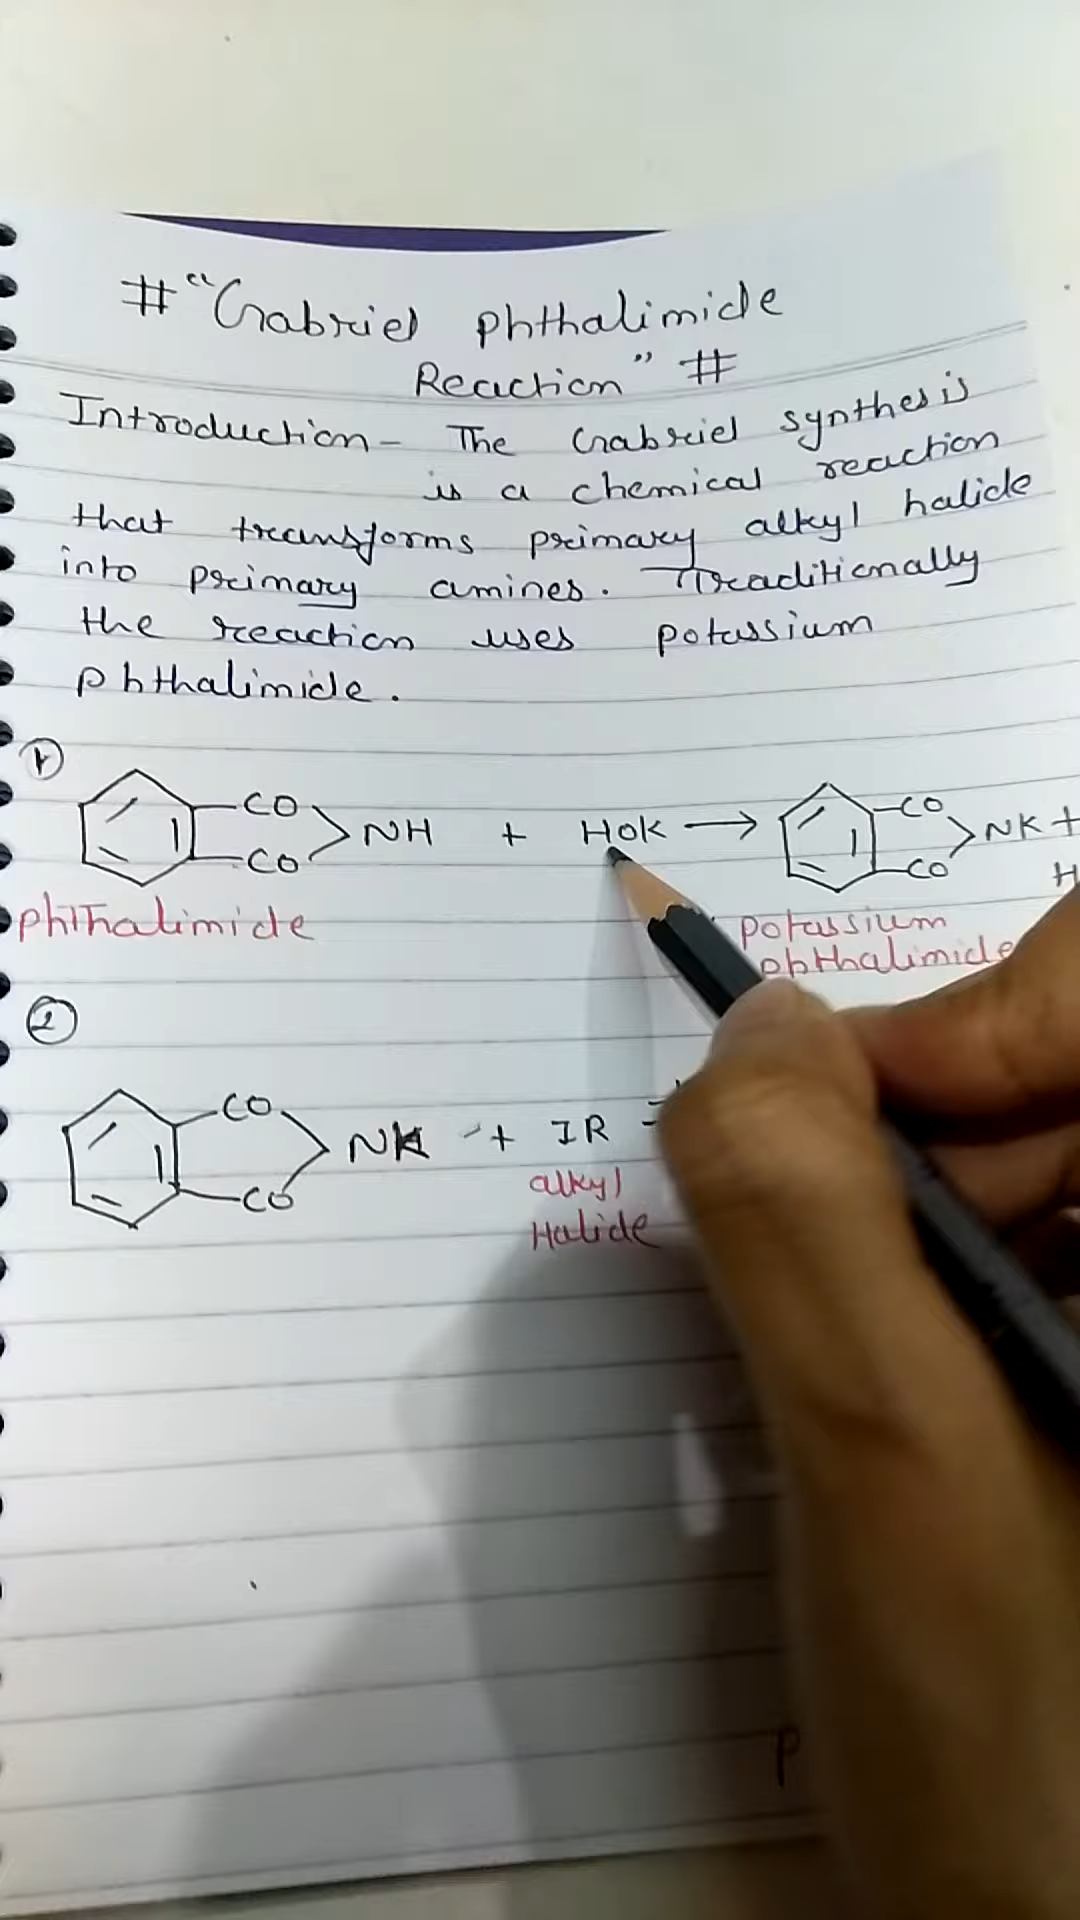 # "Gabriel phthalimide
Reaction" #
Introduction - The Gabriel synthesis
is a chemical reaction
that transforms primary alkyl halide
into primary amines. Traditionally
the reaction uses potassium
phthalimide.
1
CO
CO
NH + HOK → CO
CO
NK +
H
phthalimide
potassium
phthalimide
2
CO
CO
NK + IR
alkyl
Halide
P